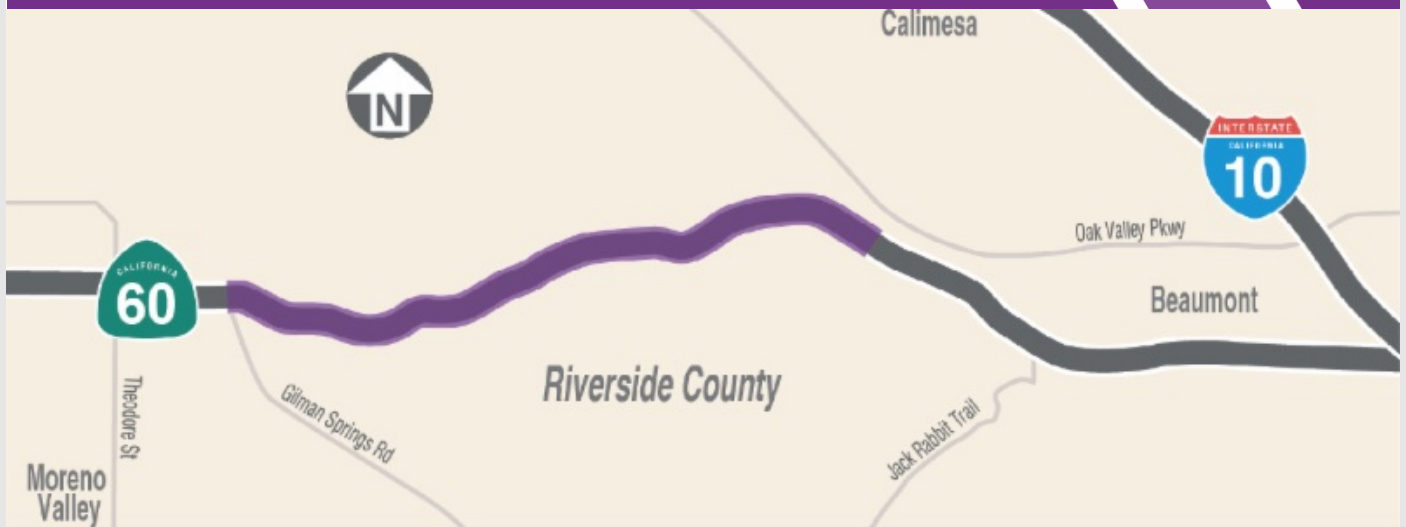 Calimesa
N
INTERSTATE
CALIFORNIA
10
Oak Valley Pkwy
CALIFORNIA
60
Beaumont
Riverside County
Theodore St
Gilman Springs Rd
Jack Rabbit Trail
Moreno
Valley